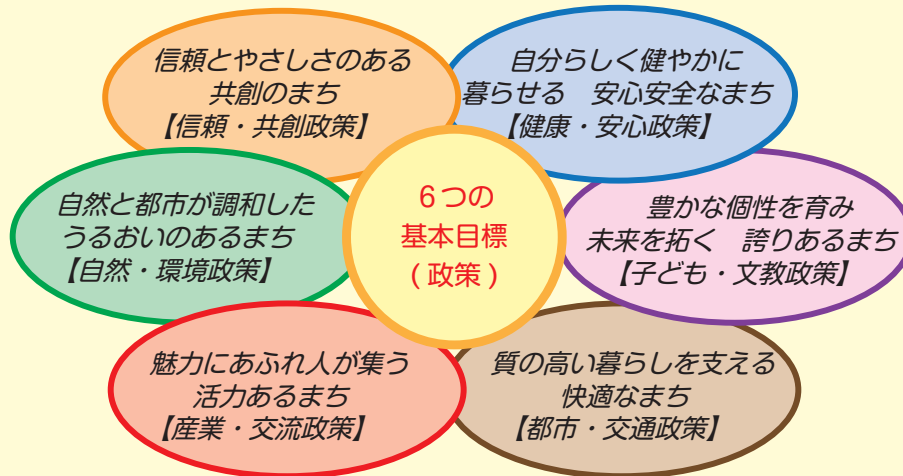 信頼とやさしさのある
共創のまち
【信頼・共創政策】
自分らしく健やかに
暮らせる　安心安全なまち
【健康・安心政策】
自然と都市が調和した
うるおいのあるまち
【自然・環境政策】
6つの
基本目標
(政策)
豊かな個性を育み
未来を拓く　誇りあるまち
【子ども・文教政策】
魅力にあふれ人が集う
活力あるまち
【産業・交流政策】
質の高い暮らしを支える
快適なまち
【都市・交通政策】